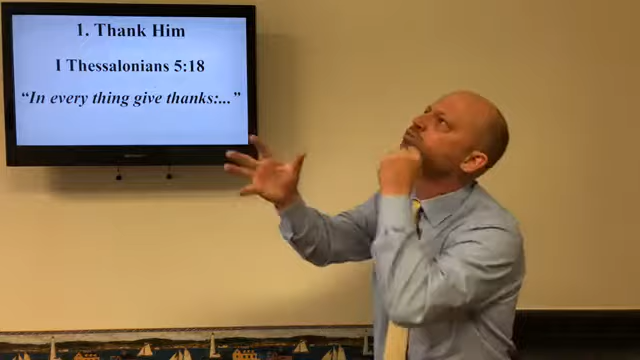 1. Thank Him
I Thessalonians 5:18
“In every thing give thanks:...”